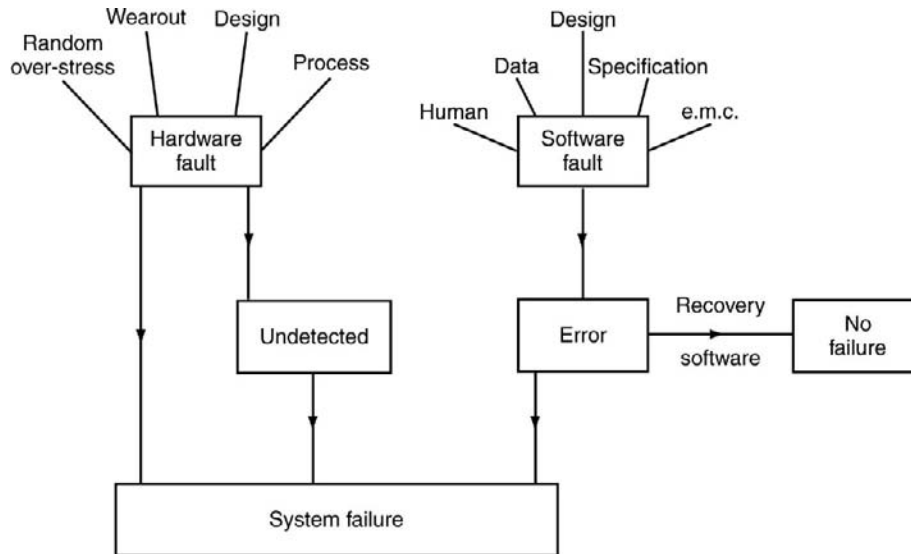 Wearout
Design
Random
over-stress
Process
Hardware
fault
Design
Data
Specification
Human
e.m.c.
Software
fault
Undetected
Error
Recovery
software
No
failure
System failure